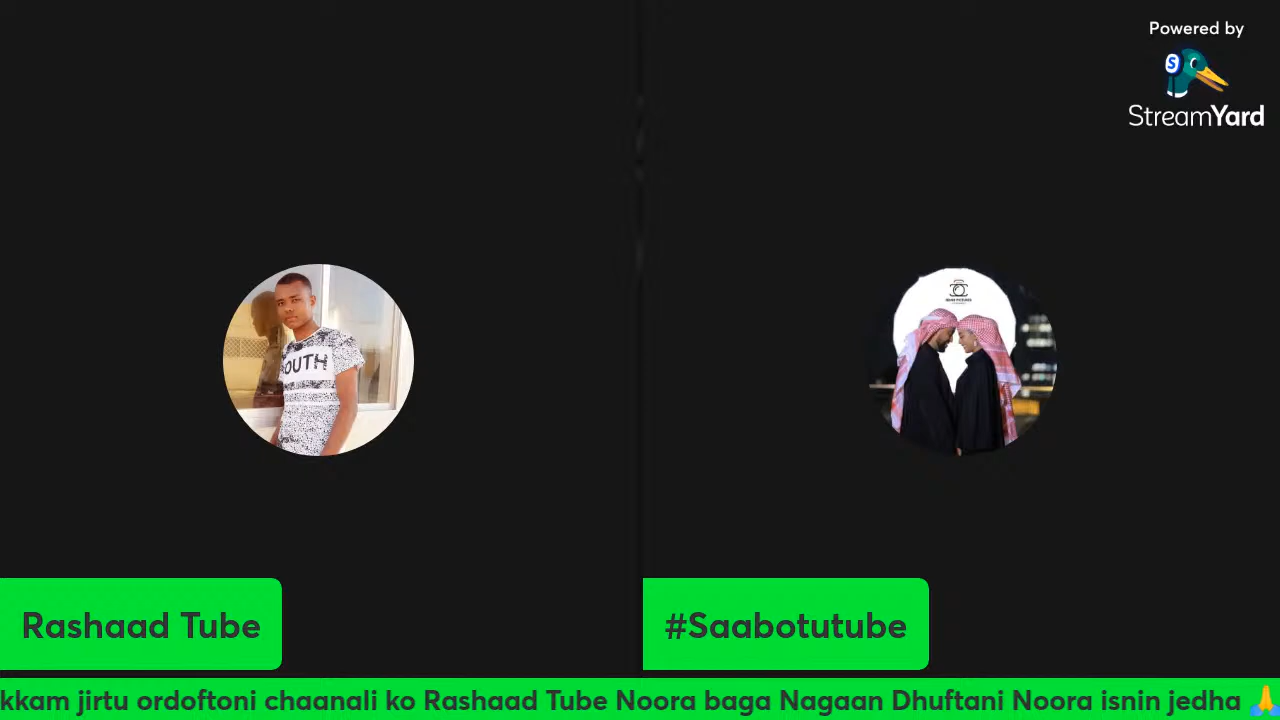 Powered by
StreamYard
Rashaad Tube
#Saabotutube
kkam jirtu ordoftoni chaanali ko Rashaad Tube Noora baga Nagaan Dhuftani Noora isnin jedha 🙏